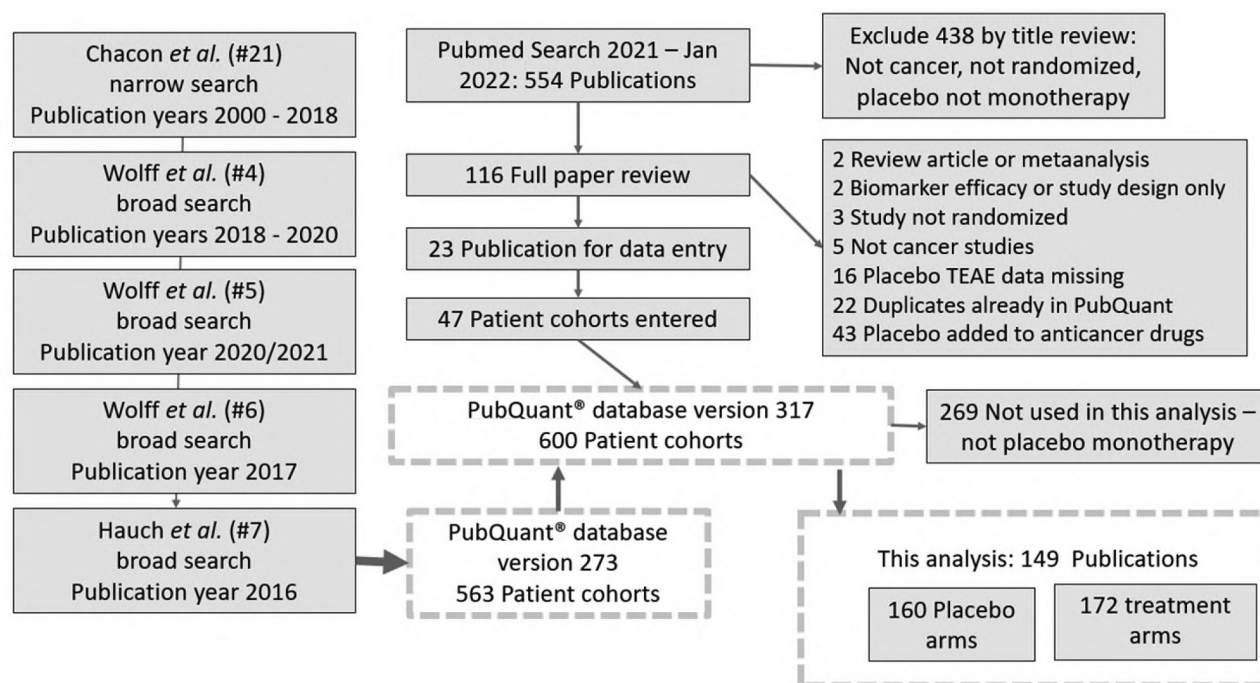 Chacon et al. (#21)
narrow search
Publication years 2000 - 2018
Wolff et al. (#4)
broad search
Publication years 2018 - 2020
Wolff et al. (#5)
broad search
Publication year 2020/2021
Wolff et al. (#6)
broad search
Publication year 2017
Hauch et al. (#7)
broad search
Publication year 2016
Pubmed Search 2021 – Jan
2022: 554 Publications
Exclude 438 by title review:
Not cancer, not randomized,
placebo not monotherapy
116 Full paper review
2 Review article or metaanalysis
2 Biomarker efficacy or study design only
3 Study not randomized
5 Not cancer studies
16 Placebo TEAE data missing
22 Duplicates already in PubQuant
43 Placebo added to anticancer drugs
23 Publication for data entry
47 Patient cohorts entered
PubQuant® database version 317
600 Patient cohorts
269 Not used in this analysis –
not placebo monotherapy
PubQuant® database
version 273
563 Patient cohorts
This analysis: 149 Publications
160 Placebo
arms
172 treatment
arms